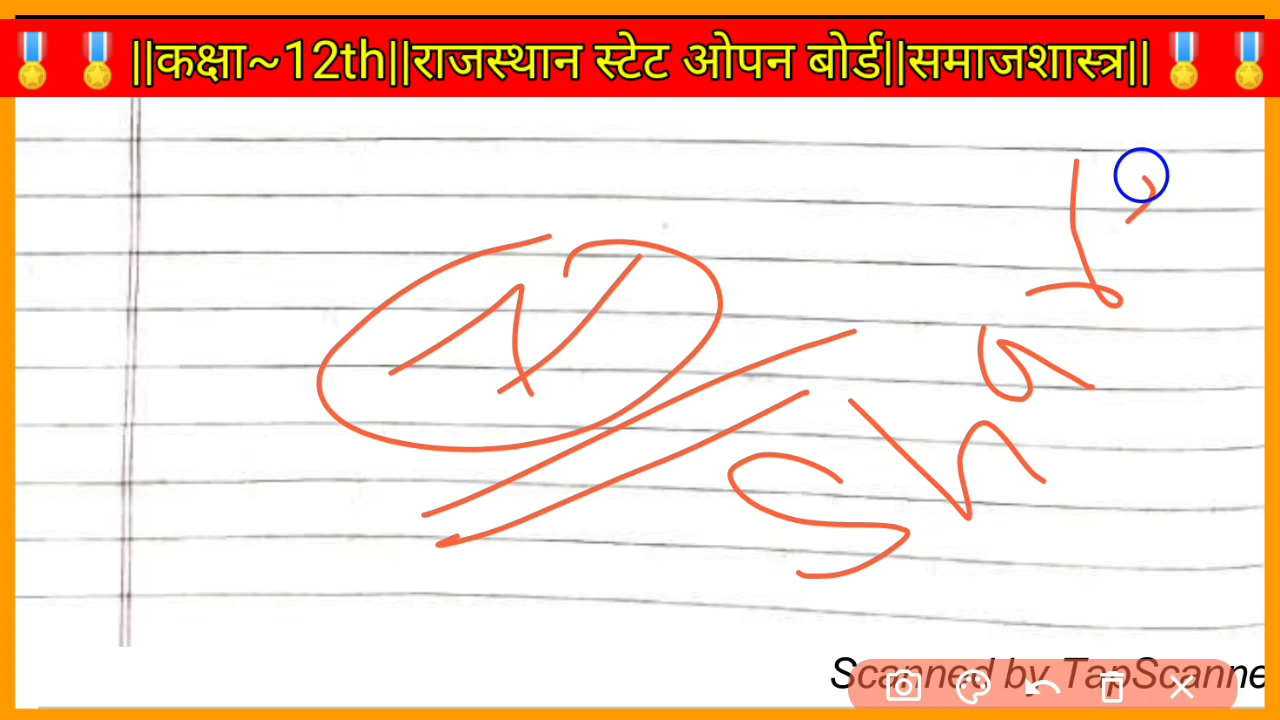 ||कक्षा~12th||राजस्थान स्टेट ओपन बोर्ड||समाजशास्त्र||
Scanned by TapScanne